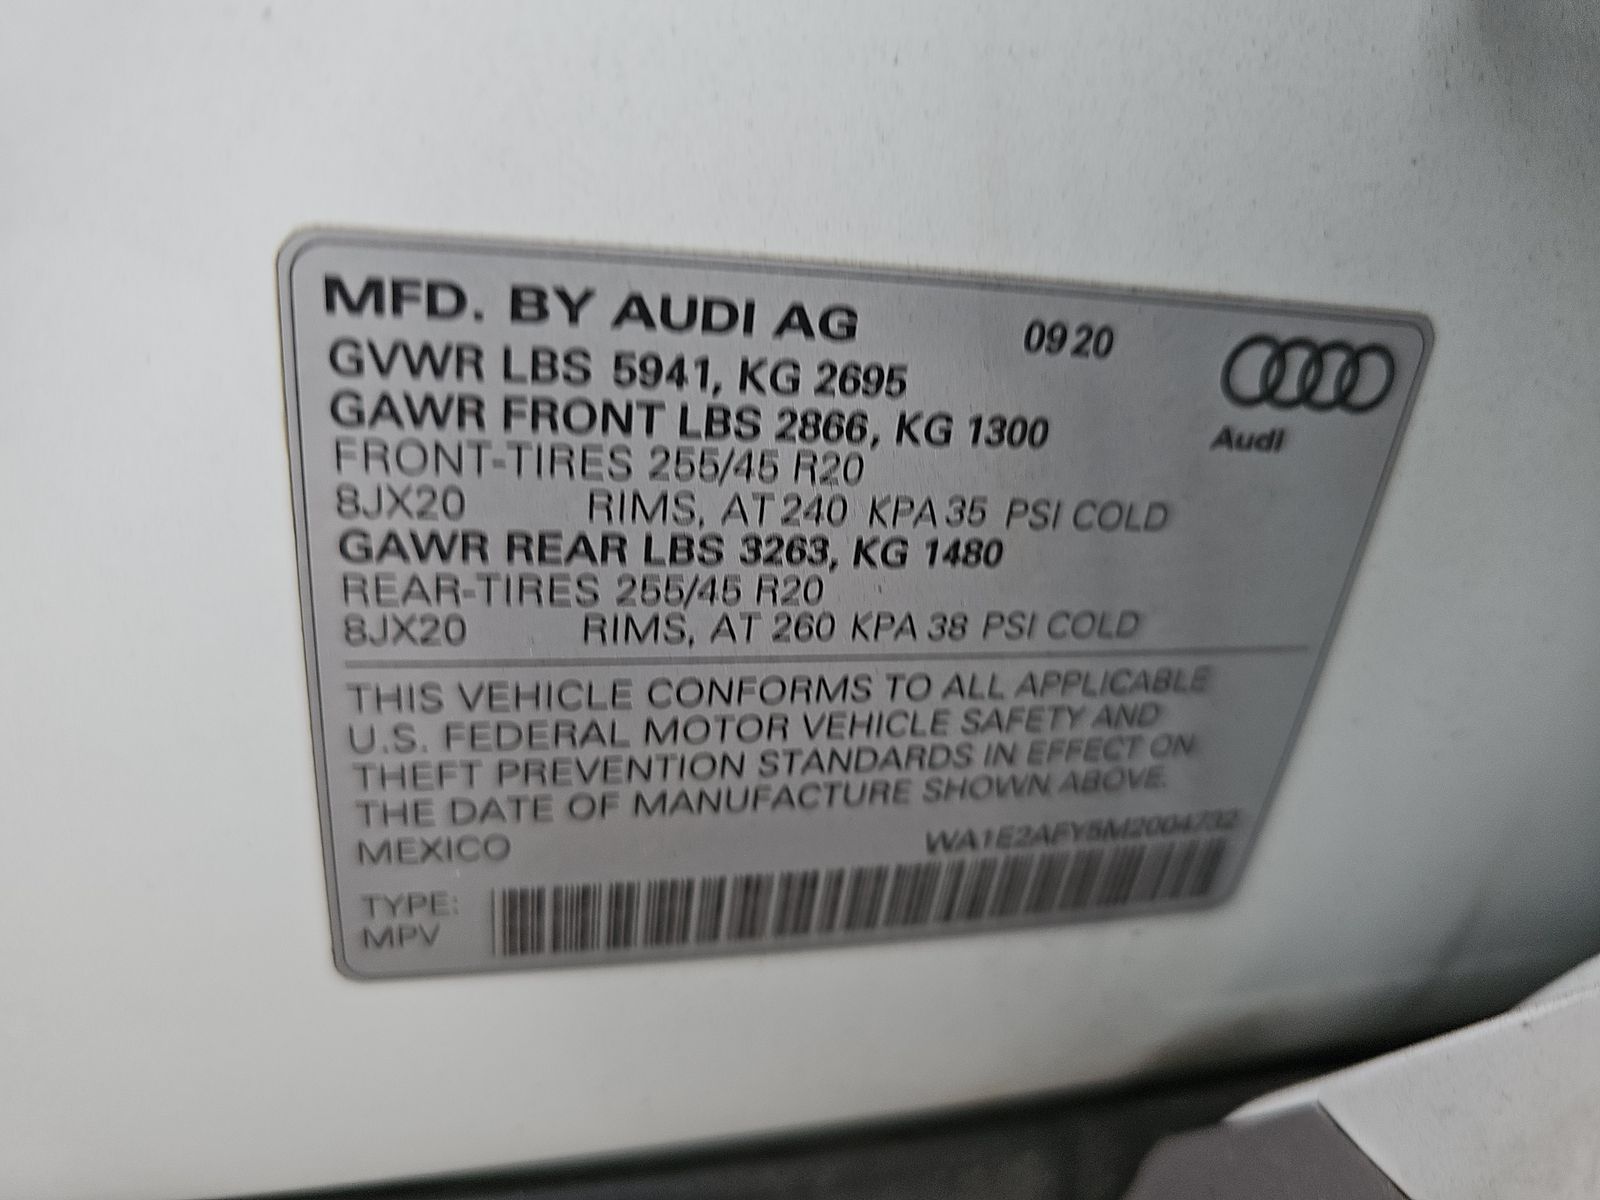 MFD. BY AUDI AG 09 20
GVWR LBS 5941, KG 2695
GAWR FRONT LBS 2866, KG 1300
Audi
FRONT-TIRES 255/45 R20
8JX20 RIMS, AT 240 KPA 35 PSI COLD
GAWR REAR LBS 3263, KG 1480
REAR-TIRES 255/45 R20
8JX20 RIMS, AT 260 KPA 38 PSI COLD
THIS VEHICLE CONFORMS TO ALL APPLICABLE
U.S. FEDERAL MOTOR VEHICLE SAFETY AND
THEFT PREVENTION STANDARDS IN EFFECT ON
THE DATE OF MANUFACTURE SHOWN ABOVE.
MEXICO WA1E2AFY5M2004732
TYPE:
MPV